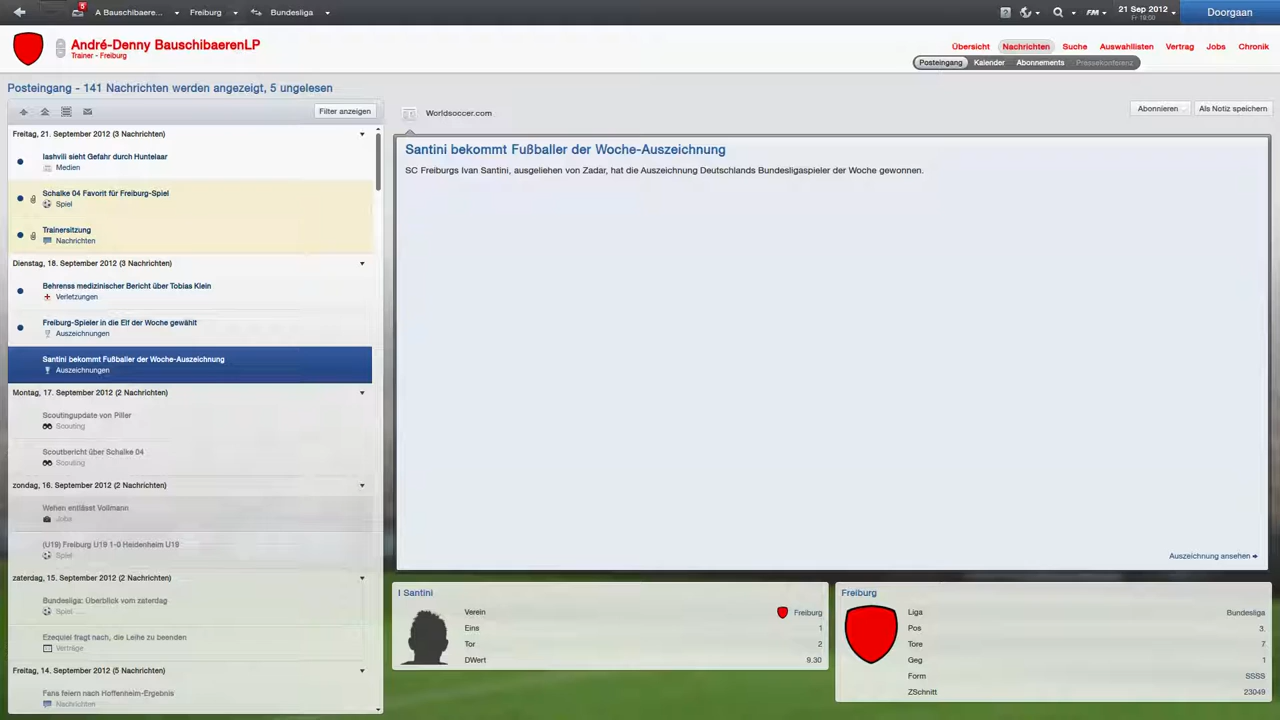 5
A Bauschibaere...
Freiburg
Bundesliga
FM
21 Sep 2012
Fr 18:00
Doorgaan
André-Denny BauschibaerenLP
Trainer - Freiburg
Übersicht
Nachrichten
Suche
Auswahllisten
Vertrag
Jobs
Chronik
Posteingang
Kalender
Abonnements
Pressekonferenz
Posteingang - 141 Nachrichten werden angezeigt, 5 ungelesen
Filter anzeigen
Freitag, 21. September 2012 (3 Nachrichten)
Iashvili sieht Gefahr durch Huntelaar
Medien
Schalke 04 Favorit für Freiburg-Spiel
Spiel
Trainersitzung
Nachrichten
Dienstag, 18. September 2012 (3 Nachrichten)
Behrenss medizinischer Bericht über Tobias Klein
Verletzungen
Freiburg-Spieler in die Elf der Woche gewählt
Auszeichnungen
Santini bekommt Fußballer der Woche-Auszeichnung
Auszeichnungen
Montag, 17. September 2012 (2 Nachrichten)
Scoutingupdate von Piller
Scouting
Scoutbericht über Schalke 04
Scouting
zondag, 16. September 2012 (2 Nachrichten)
Wehen entläset Vollmann
Jobs
(U19) Freiburg U19 1-0 Heidenheim U19
Spiel
zaterdag, 15. September 2012 (2 Nachrichten)
Bundesliga: Überblick vom zaterdag
Spiel
Ezequiel fragt nach, die Leihe zu beenden
Verträge
Freitag, 14. September 2012 (5 Nachrichten)
Fans feiern nach Hoffenheim-Ergebnis
Nachrichten
Worldsoccer.com
Abonnieren
Als Notiz speichern
Santini bekommt Fußballer der Woche-Auszeichnung
SC Freiburgs Ivan Santini, ausgeliehen von Zadar, hat die Auszeichnung Deutschlands Bundesligaspieler der Woche gewonnen.
Auszeichnung ansehen
I Santini
Verein Freiburg
Eins 1
Tor 2
DWert 9.30
Freiburg
Liga Bundesliga
Pos 3.
Tore 7
Geg 1
Form SSSS
ZSchnitt 23049